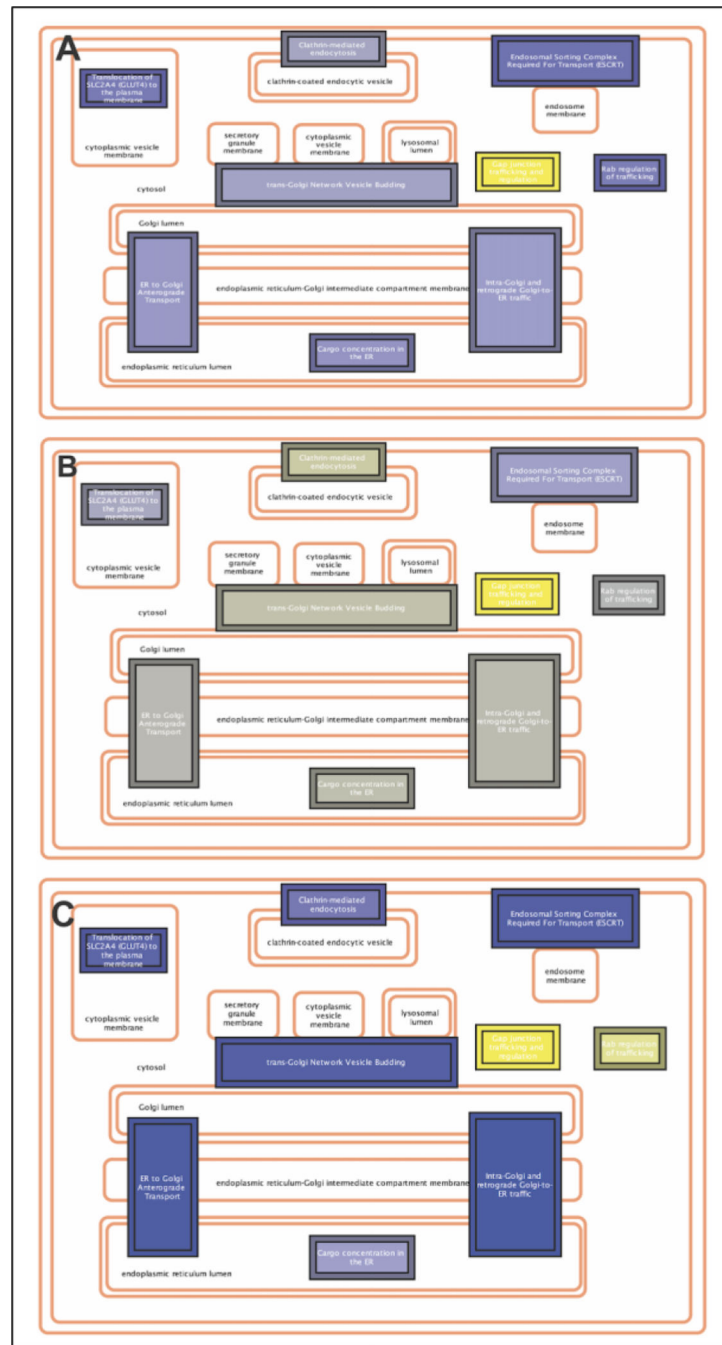 A
Clathrin-mediated
endocytosis
Endosomal Sorting Complex
Required For Transport (ESCRT)
Translocation of
SLC2A4 (GLUT4) to
the plasma
membrane
clathrin-coated endocytic vesicle
endosome
membrane
cytoplasmic vesicle
membrane
secretory
granule
membrane
cytoplasmic
vesicle
membrane
lysosomal
lumen
Gap junction
trafficking and
regulation
Rab regulation
of trafficking
cytosol
trans-Golgi Network Vesicle Budding
Golgi lumen
ER to Golgi
Anterograde
Transport
endoplasmic reticulum-Golgi intermediate compartment membrane
Intra-Golgi and
retrograde Golgi-to-
ER traffic
Cargo concentration in
the ER
endoplasmic reticulum lumen
B
Clathrin-mediated
endocytosis
Endosomal Sorting Complex
Required For Transport (ESCRT)
Translocation of
SLC2A4 (GLUT4) to
the plasma
membrane
clathrin-coated endocytic vesicle
endosome
membrane
cytoplasmic vesicle
membrane
secretory
granule
membrane
cytoplasmic
vesicle
membrane
lysosomal
lumen
Gap junction
trafficking and
regulation
Rab regulation
of trafficking
cytosol
trans-Golgi Network Vesicle Budding
Golgi lumen
ER to Golgi
Anterograde
Transport
endoplasmic reticulum-Golgi intermediate compartment membrane
Intra-Golgi and
retrograde Golgi-to-
ER traffic
Cargo concentration in
the ER
endoplasmic reticulum lumen
C
Clathrin-mediated
endocytosis
Endosomal Sorting Complex
Required For Transport (ESCRT)
Translocation of
SLC2A4 (GLUT4) to
the plasma
membrane
clathrin-coated endocytic vesicle
endosome
membrane
cytoplasmic vesicle
membrane
secretory
granule
membrane
cytoplasmic
vesicle
membrane
lysosomal
lumen
Gap junction
trafficking and
regulation
Rab regulation
of trafficking
cytosol
trans-Golgi Network Vesicle Budding
Golgi lumen
ER to Golgi
Anterograde
Transport
endoplasmic reticulum-Golgi intermediate compartment membrane
Intra-Golgi and
retrograde Golgi-to-
ER traffic
Cargo concentration in
the ER
endoplasmic reticulum lumen